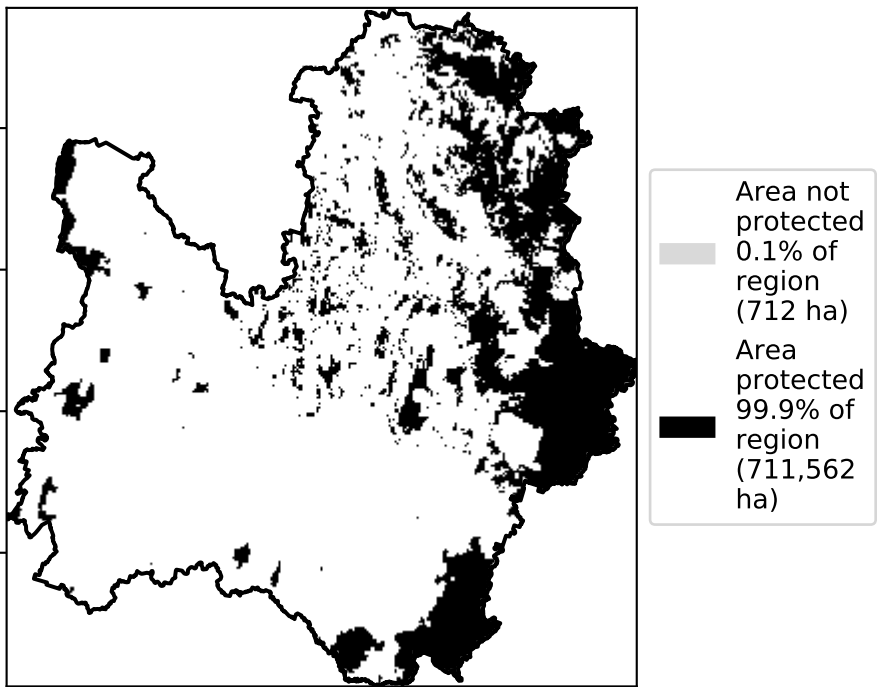 Area not
protected
0.1% of
region
(712 ha)
Area
protected
99.9% of
region
(711,562
ha)